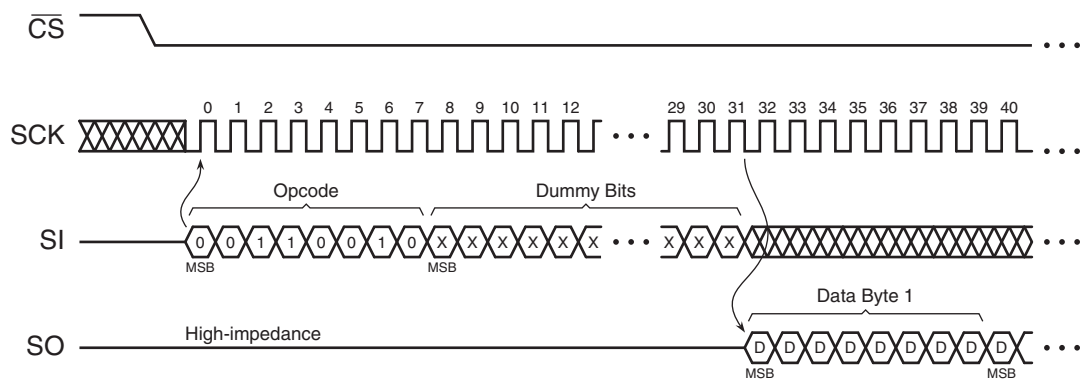 CS
0 1 2 3 4 5 6 7 8 9 10 11 12 29 30 31 32 33 34 35 36 37 38 39 40
SCK
Opcode Dummy Bits
SI 0 0 1 1 0 0 1 0 X X X X X X X X X
MSB MSB
Data Byte 1
High-impedance
SO D D D D D D D D D
MSB MSB